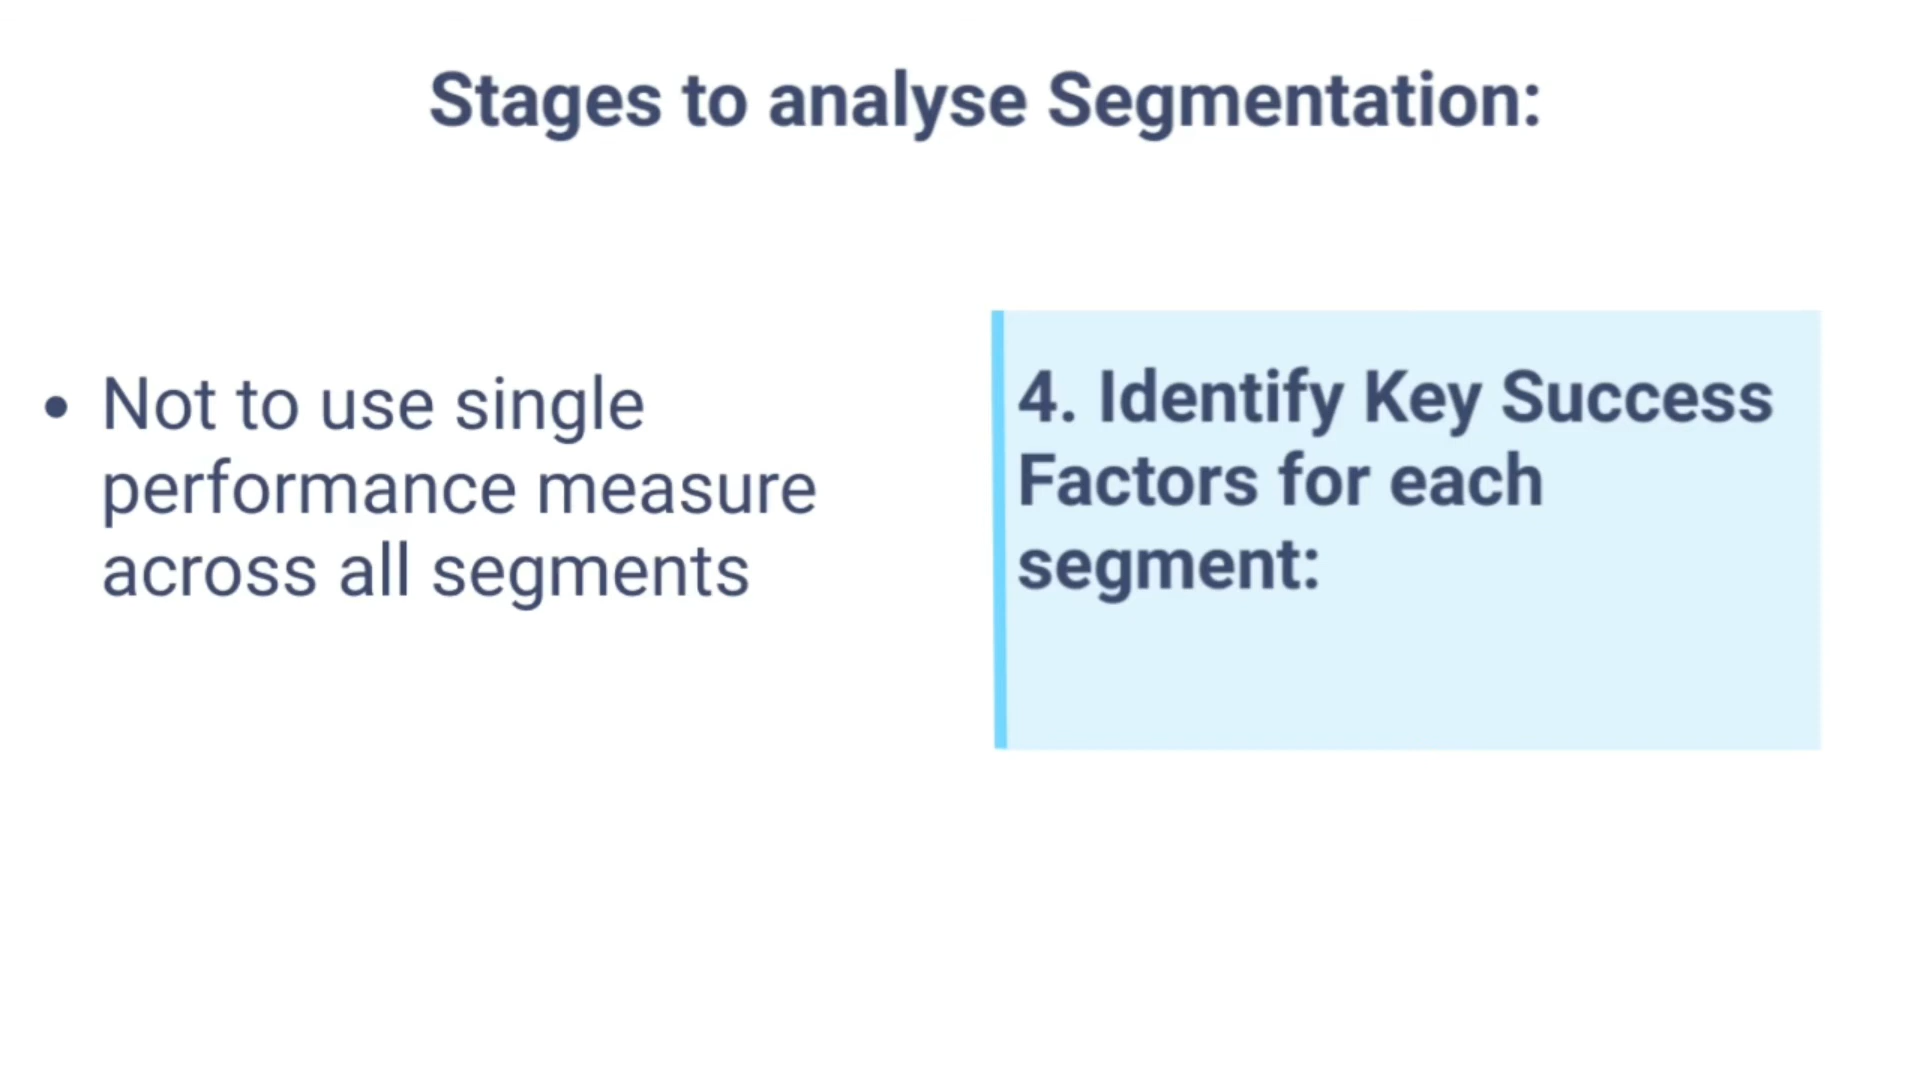 Stages to analyse Segmentation:
• Not to use single
performance measure
across all segments
4. Identify Key Success
Factors for each
segment: